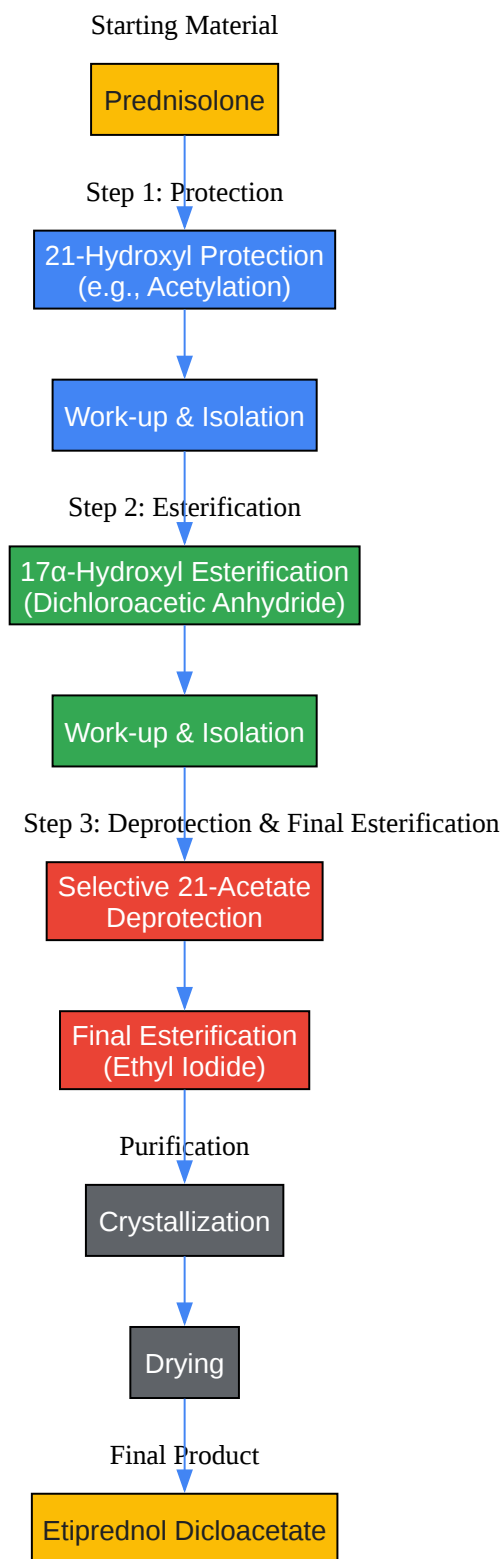 Starting Material
Prednisolone
Step 1: Protection
21-Hydroxyl Protection
(e.g., Acetylation)
Work-up & Isolation
Step 2: Esterification
17α-Hydroxyl Esterification
(Dichloroacetic Anhydride)
Work-up & Isolation
Step 3: Deprotection & Final Esterification
Selective 21-Acetate
Deprotection
Final Esterification
(Ethyl Iodide)
Purification
Crystallization
Drying
Final Product
Etiprednol Dicloacetate